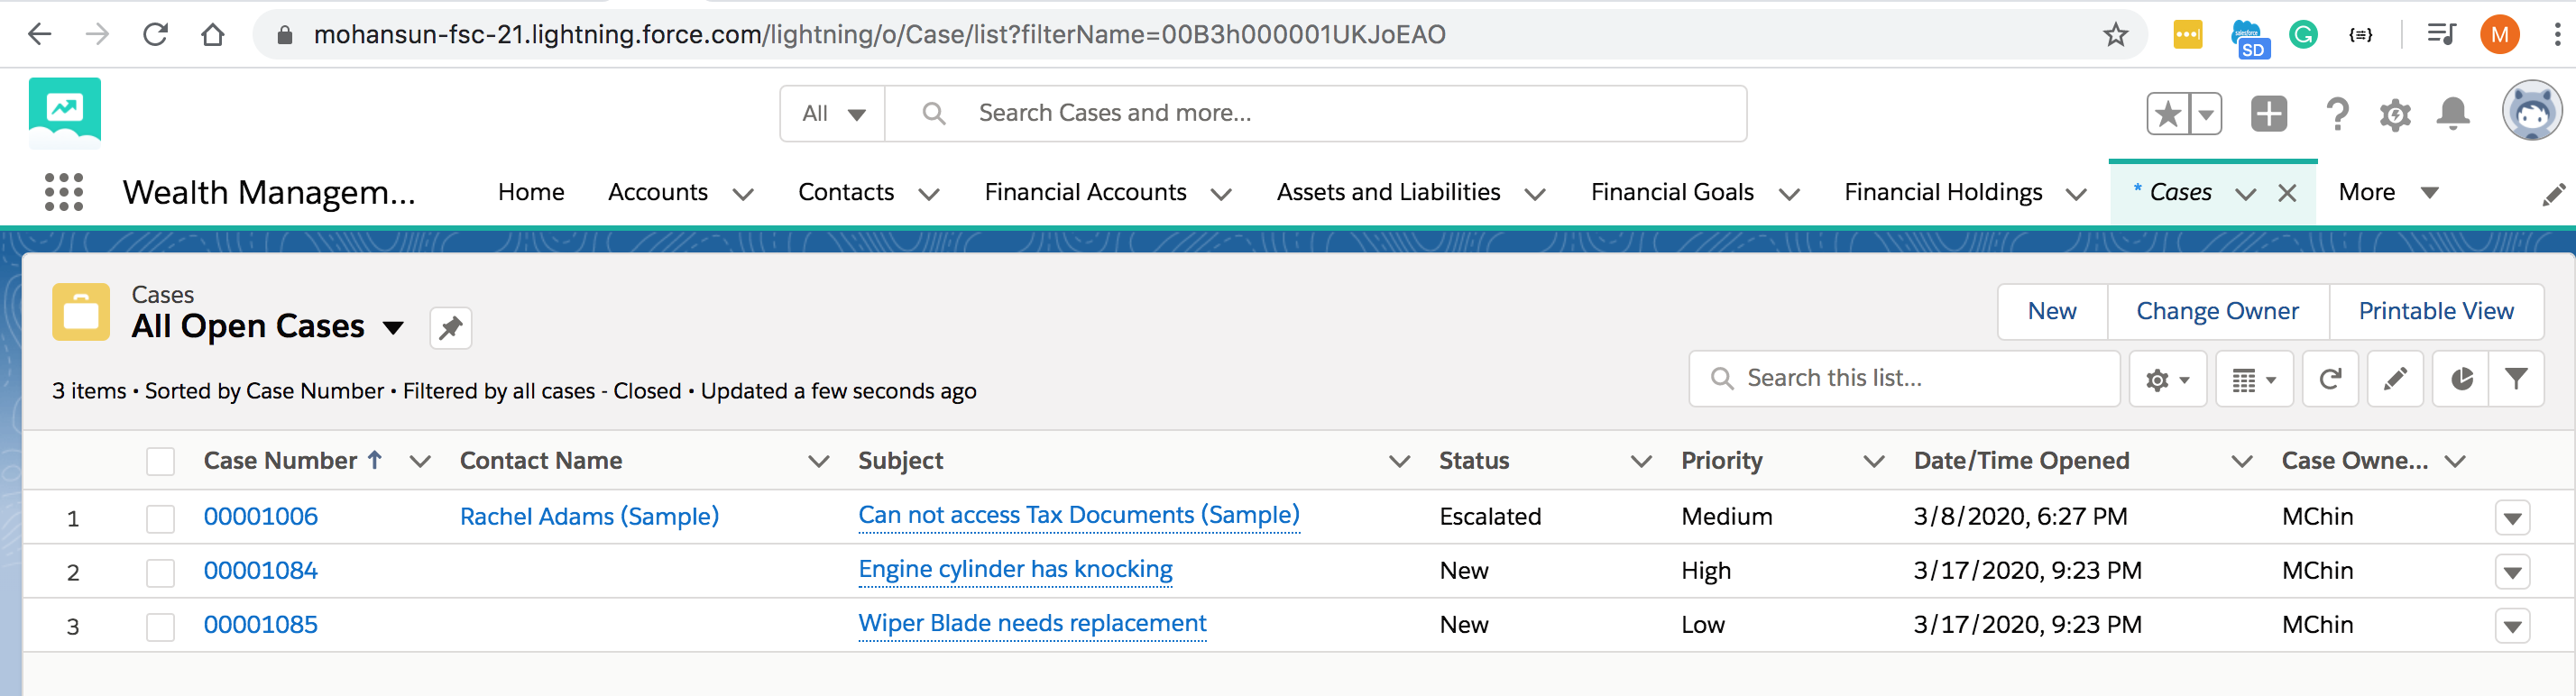 mohansun-fsc-21.lightning.force.com/lightning/o/Case/list?filterName=00B3h000001UKJoEAO
SD
M
All
Search Cases and more...
Wealth Managem...
Home
Accounts
Contacts
Financial Accounts
Assets and Liabilities
Financial Goals
Financial Holdings
* Cases
More
Cases
All Open Cases
New
Change Owner
Printable View
3 items • Sorted by Case Number • Filtered by all cases - Closed • Updated a few seconds ago
Search this list...
Case Number Contact Name Subject Status Priority Date/Time Opened Case Owne...
1 00001006 Rachel Adams (Sample) Can not access Tax Documents (Sample) Escalated Medium 3/8/2020, 6:27 PM MChin
2 00001084 Engine cylinder has knocking New High 3/17/2020, 9:23 PM MChin
3 00001085 Wiper Blade needs replacement New Low 3/17/2020, 9:23 PM MChin